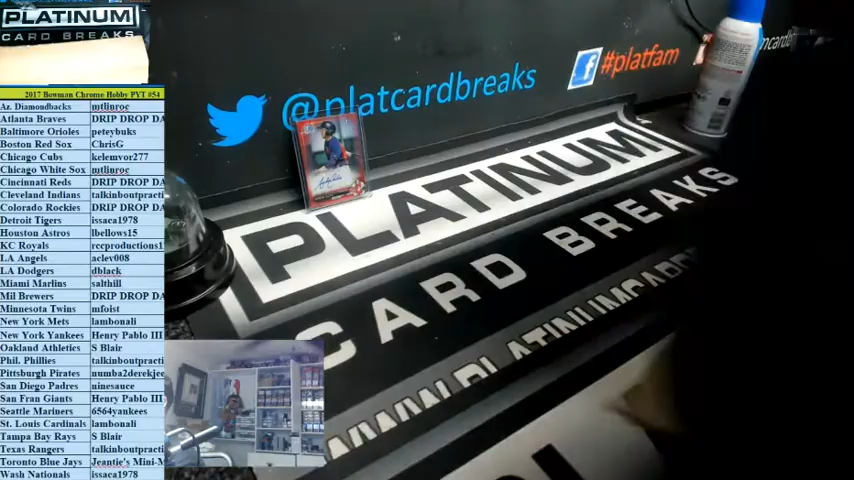 PLATINUM
CARD BREAKS
2017 Bowman Chrome Hobby PYT #54
Az. Diamondbacks mtlinroc
Atlanta Braves DRIP DROP DA
Baltimore Orioles peteybuks
Boston Red Sox ChrisG
Chicago Cubs kelemvor277
Chicago White Sox mtlinroc
Cincinnati Reds DRIP DROP DA
Cleveland Indians talkinboutpracti
Colorado Rockies DRIP DROP DA
Detroit Tigers issaca1978
Houston Astros lbellows15
KC Royals rccproductions1
LA Angels aclev008
LA Dodgers dblack
Miami Marlins salthill
Mil Brewers DRIP DROP DA
Minnesota Twins mfoist
New York Mets lambonali
New York Yankees Henry Pablo III
Oakland Athletics S Blair
Phil. Phillies talkinboutpracti
Pittsburgh Pirates numba2derekjee
San Diego Padres ninesauce
San Fran Giants Henry Pablo III
Seattle Mariners 6564yankees
St. Louis Cardinals lambonali
Tampa Bay Rays S Blair
Texas Rangers talkinboutpracti
Toronto Blue Jays Jeantie's Mini-M
Wash Nationals issaca1978
@platcardbreaks
#platfam
PLATINUM
CARD BREAKS
WWW.PLATINUMCARD